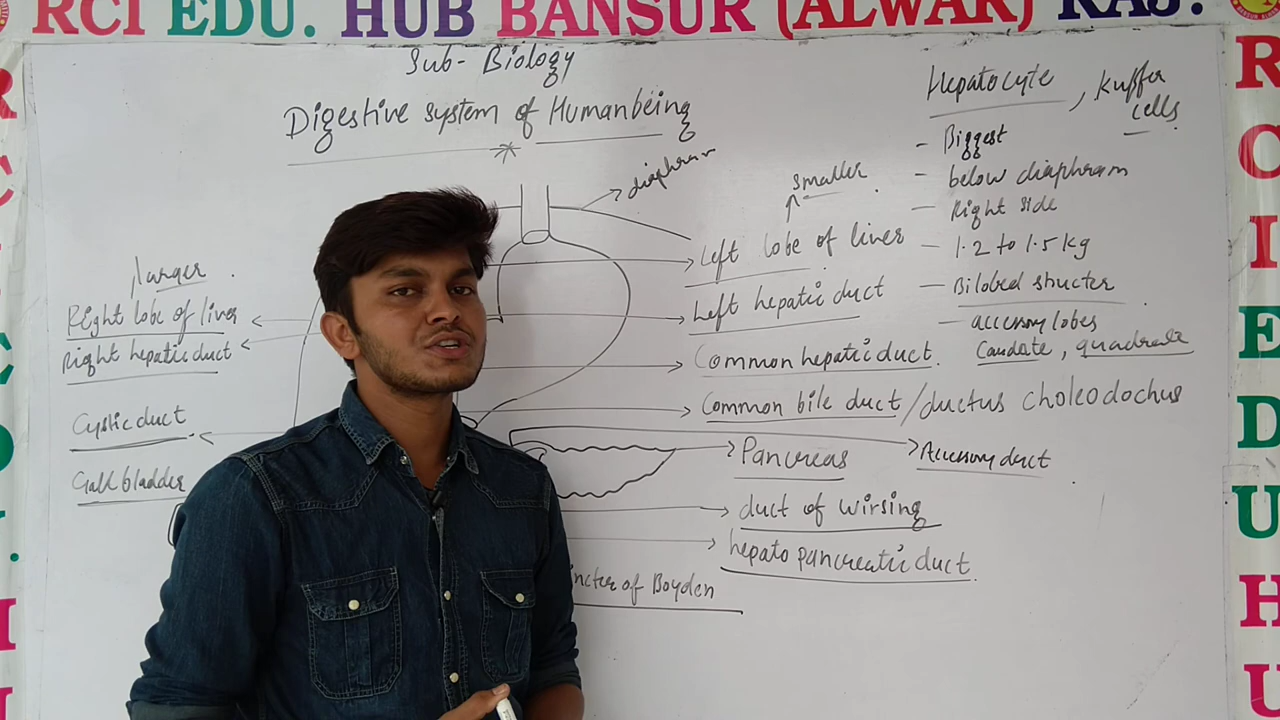 RCI EDU. HUB BANSUR (ALWAR) RAJ.
Sub- Biology
Digestive system of Humanbeing
Hepatocyte, Kuffer
cells
- Biggest
- below diaphram
- Right side
- 1.2 to 1.5 kg
- Bilobed structer
- accessory lobes
Caudate, quadrate
diaphram
smaller
Left lobe of liver
Left hepatic duct
Common hepatic duct.
Common bile duct/ductus choleodochus
Pancreas
Accessory duct
duct of wirsing
hepato pancreatic duct.
ncter of Boyden
larger
Right lobe of liver
Right hepatic duct
Cystic duct
Gall bladder
R
C
I
E
D
U
H
U